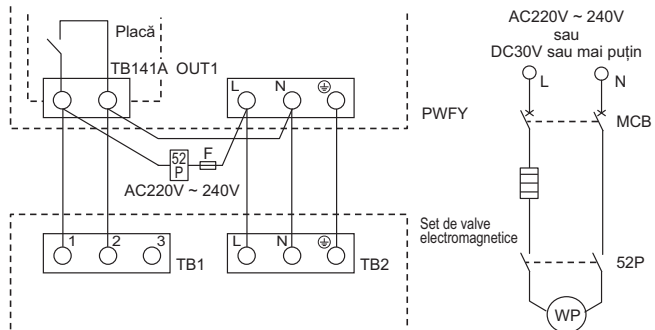 Placă
TB141A OUT1
L N
PWFY
52
P
F
AC220V ~ 240V
1 2 3
TB1
L N
TB2
Set de valve
electromagnetice
AC220V ~ 240V
sau
DC30V sau mai puțin
L N
MCB
52P
WP